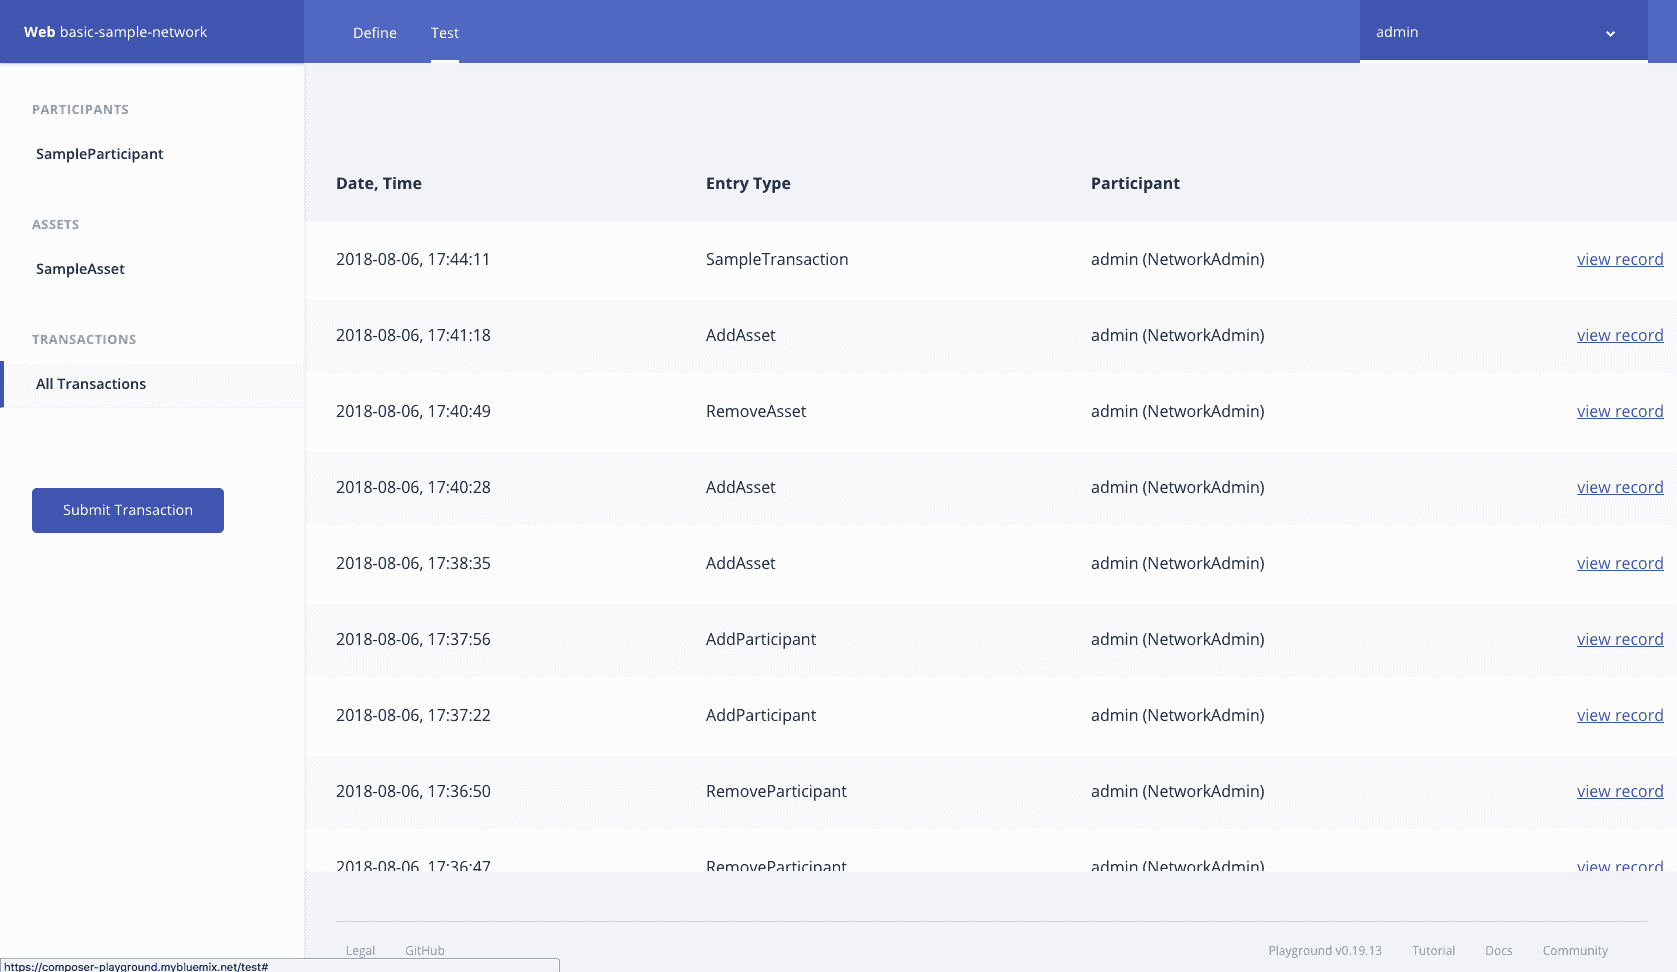 Web basic-sample-network
Define
Test
admin
PARTICIPANTS
SampleParticipant
ASSETS
SampleAsset
TRANSACTIONS
All Transactions
Submit Transaction
Date, Time Entry Type Participant
2018-08-06, 17:44:11 SampleTransaction admin (NetworkAdmin) view record
2018-08-06, 17:41:18 AddAsset admin (NetworkAdmin) view record
2018-08-06, 17:40:49 RemoveAsset admin (NetworkAdmin) view record
2018-08-06, 17:40:28 AddAsset admin (NetworkAdmin) view record
2018-08-06, 17:38:35 AddAsset admin (NetworkAdmin) view record
2018-08-06, 17:37:56 AddParticipant admin (NetworkAdmin) view record
2018-08-06, 17:37:22 AddParticipant admin (NetworkAdmin) view record
2018-08-06, 17:36:50 RemoveParticipant admin (NetworkAdmin) view record
2018-08-06, 17:36:47 RemoveParticipant admin (NetworkAdmin) view record
Legal GitHub Playground v0.19.13 Tutorial Docs Community
https://composer-playground.mybluemix.net/test#